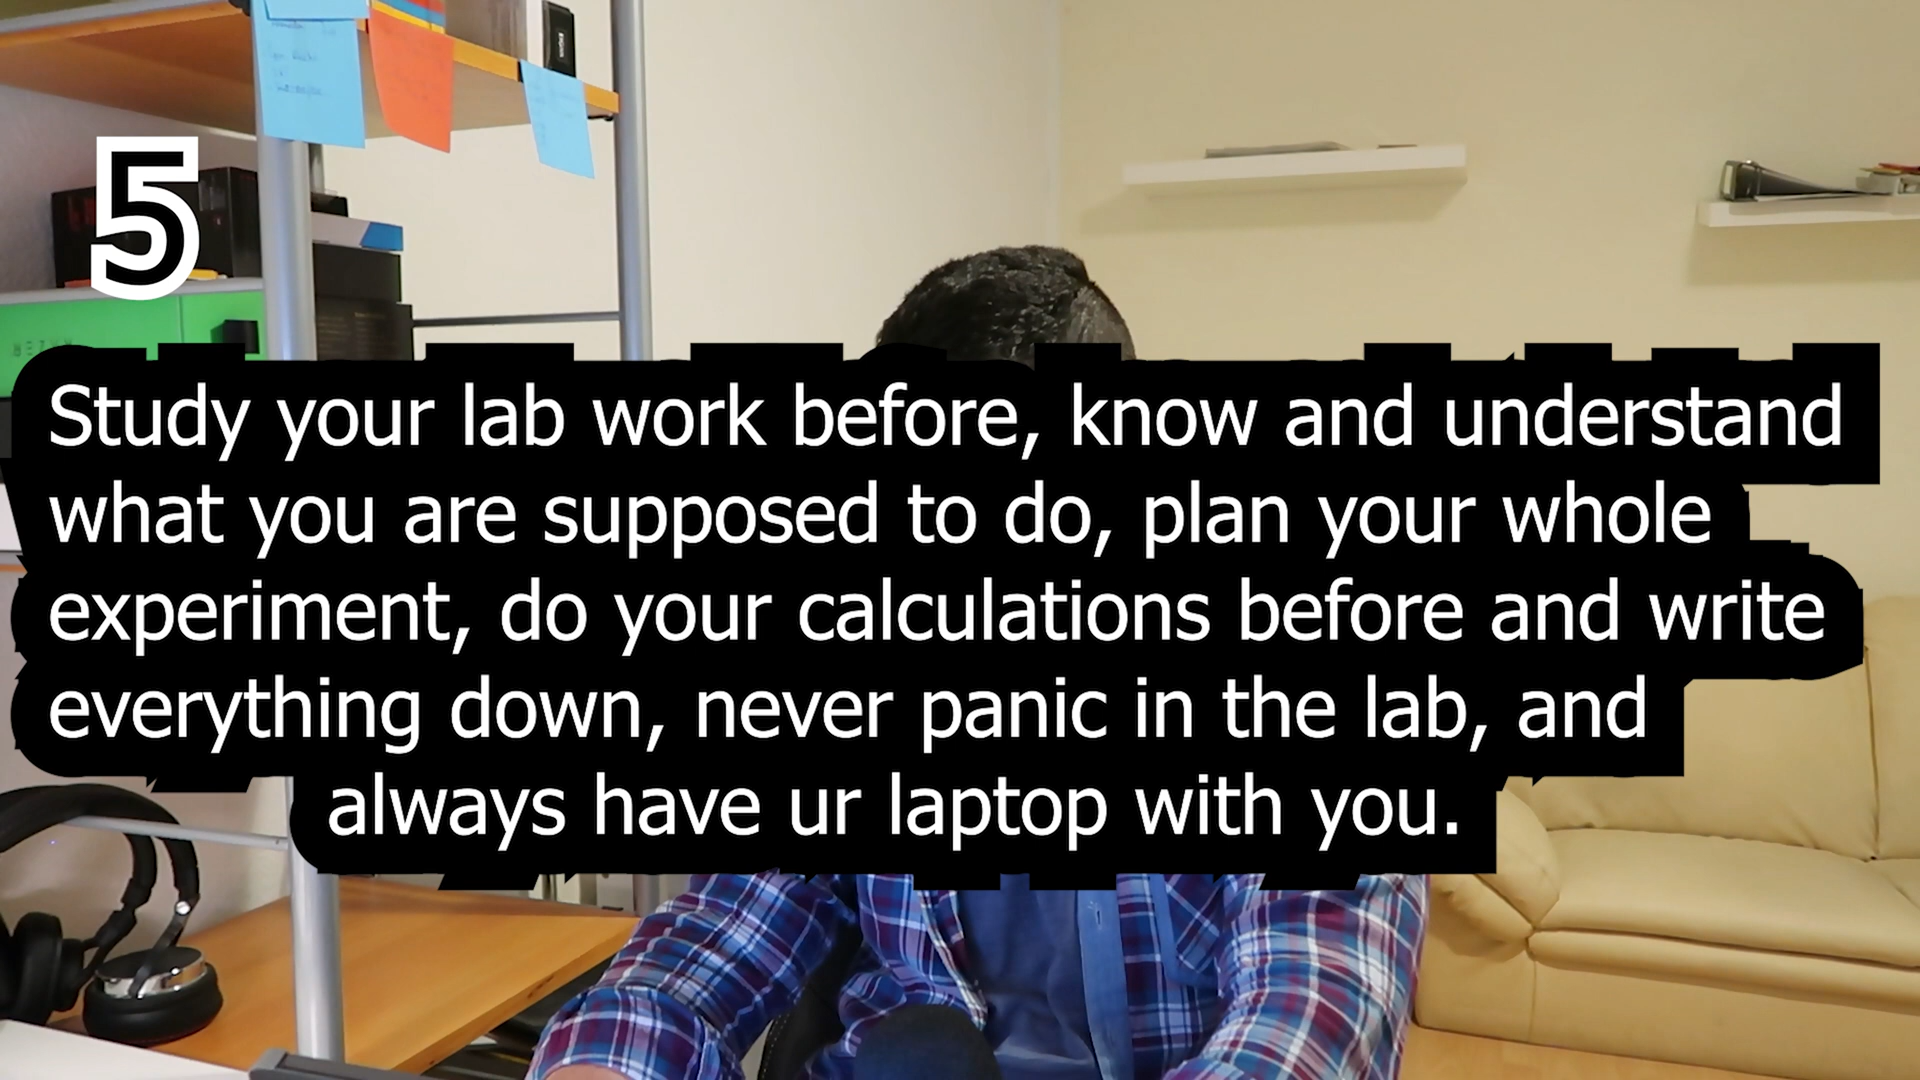 5
Study your lab work before, know and understand
what you are supposed to do, plan your whole
experiment, do your calculations before and write
everything down, never panic in the lab, and
always have ur laptop with you.